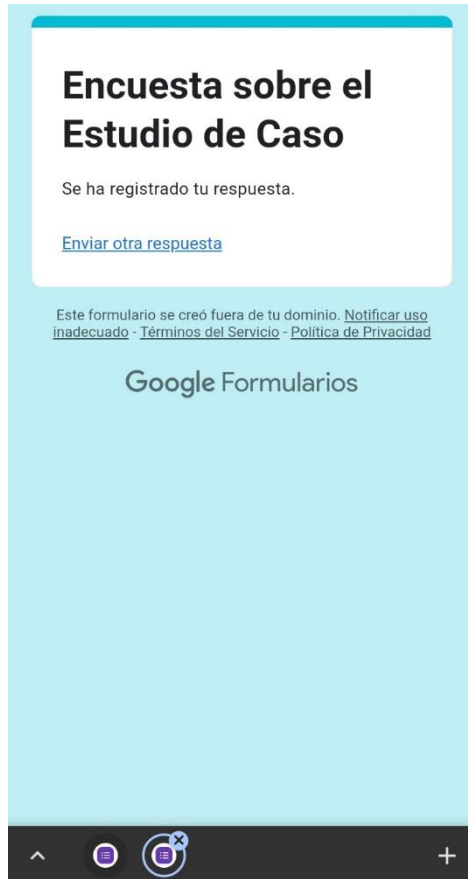 Encuesta sobre el
Estudio de Caso
Se ha registrado tu respuesta.
Enviar otra respuesta
Este formulario se creó fuera de tu dominio. Notificar uso
inadecuado - Términos del Servicio - Política de Privacidad
Google Formularios